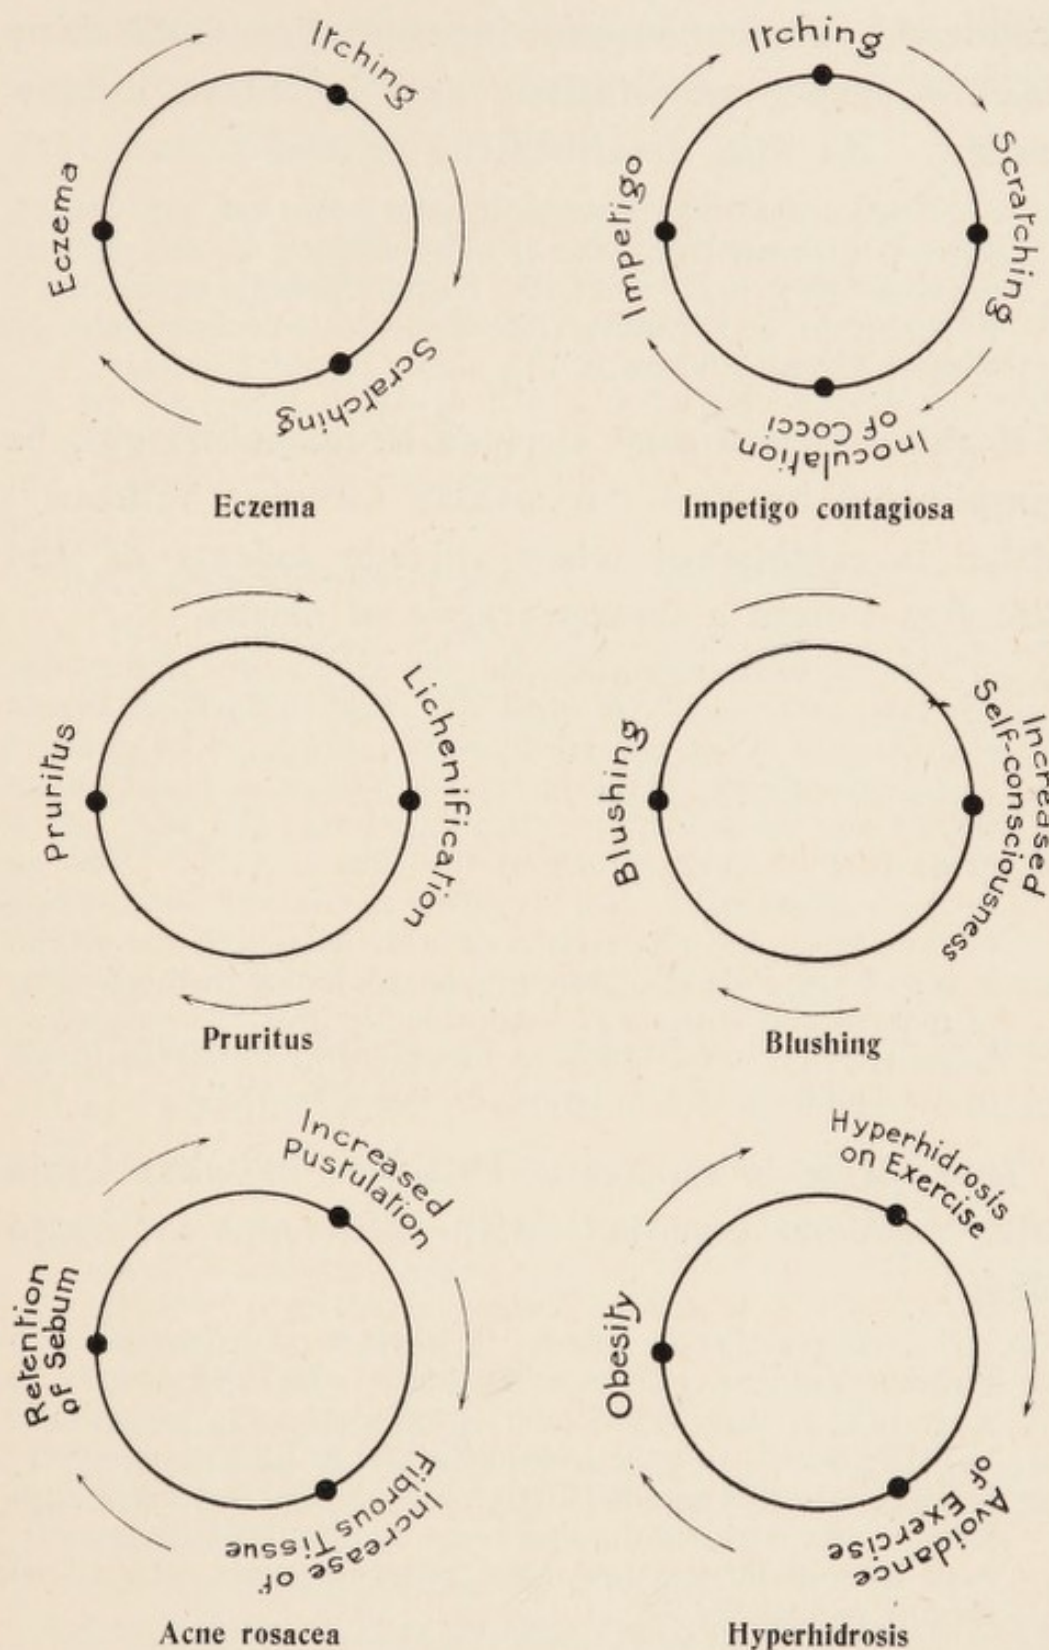 Itching
Eczema
Scratching
Eczema
Itching
Scratching
Impetigo
Inoculation
of Cocci
Impetigo contagiosa
Pruritus
Lichenification
Pruritus
Blushing
Increased
Self-consciousness
Blushing
Increased
Pustulation
Retention
of Sebum
Increase of
Fibrous Tissue
Acne rosacea
Hyperhidrosis
on Exercise
Obesity
Avoidance
of Exercise
Hyperhidrosis